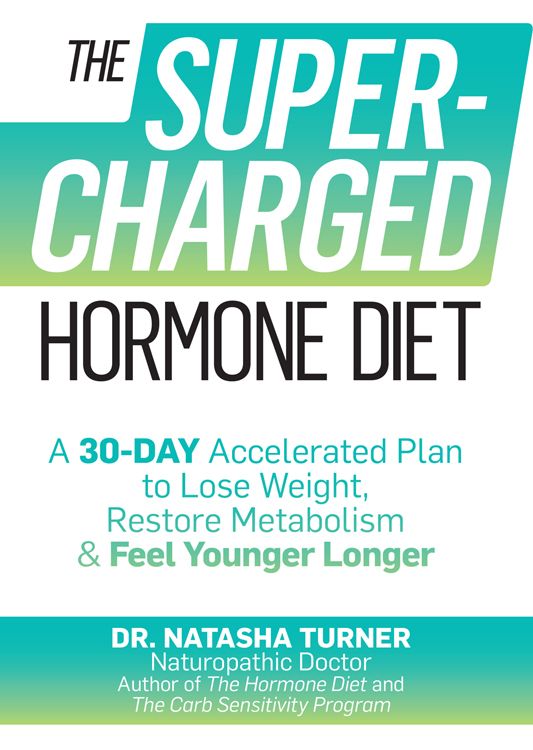 THE SUPER-
CHARGED
HORMONE DIET
A 30-DAY Accelerated Plan
to Lose Weight,
Restore Metabolism
& Feel Younger Longer
DR. NATASHA TURNER
Naturopathic Doctor
Author of The Hormone Diet and
The Carb Sensitivity Program